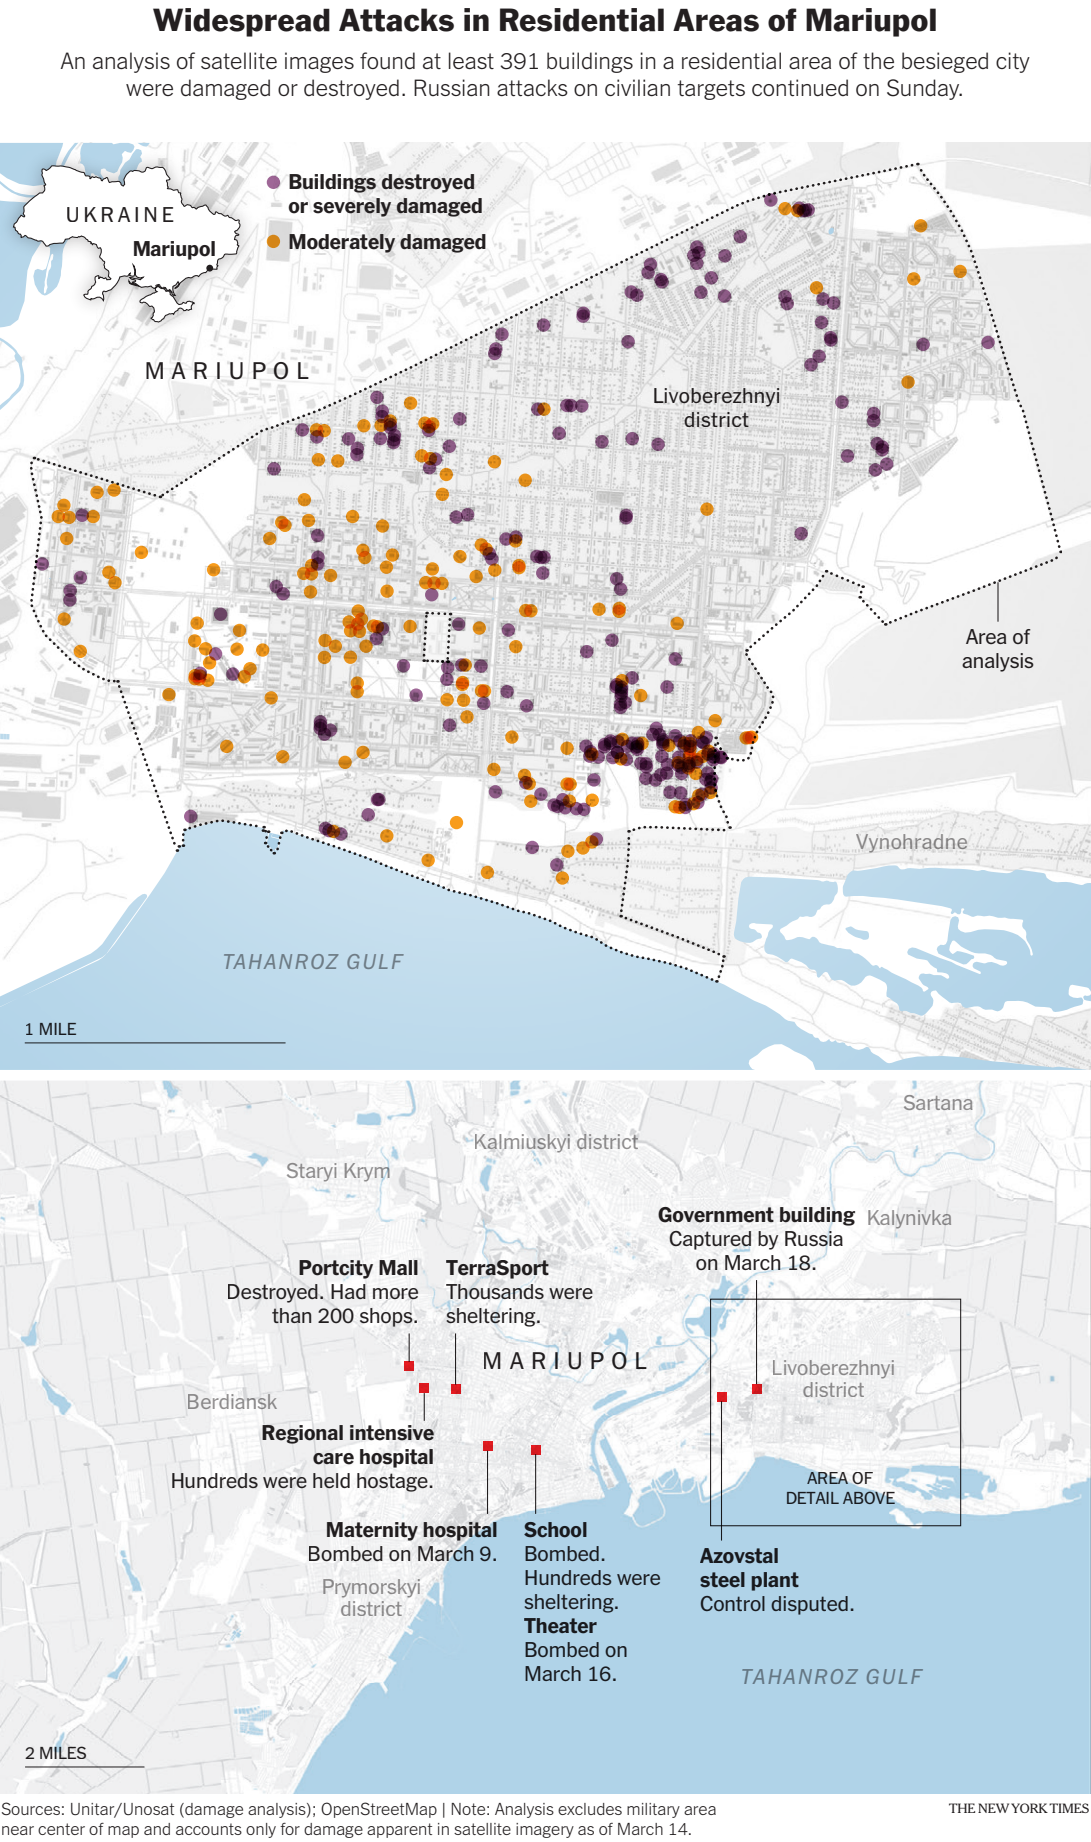 Widespread Attacks in Residential Areas of Mariupol
An analysis of satellite images found at least 391 buildings in a residential area of the besieged city
were damaged or destroyed. Russian attacks on civilian targets continued on Sunday.
Buildings destroyed
or severely damaged
Moderately damaged
UKRAINE
Mariupol
MARIUPOL
Livoberezhnyi
district
Area of
analysis
Vynohradne
TAHANROZ GULF
1 MILE
Sartana
Kalmiuskyi district
Staryi Krym
Government building
Captured by Russia
on March 18.
Kalynivka
Portcity Mall
Destroyed. Had more
than 200 shops.
TerraSport
Thousands were
sheltering.
MARIUPOL
Livoberezhnyi
district
Berdiansk
Regional intensive
care hospital
Hundreds were held hostage.
AREA OF
DETAIL ABOVE
Maternity hospital
Bombed on March 9.
School
Bombed.
Hundreds were
sheltering.
Theater
Bombed on
March 16.
Azovstal
steel plant
Control disputed.
Prymorskyi
district
TAHANROZ GULF
2 MILES
Sources: Unitar/Unosat (damage analysis); OpenStreetMap | Note: Analysis excludes military area
near center of map and accounts only for damage apparent in satellite imagery as of March 14.
THE NEW YORK TIMES